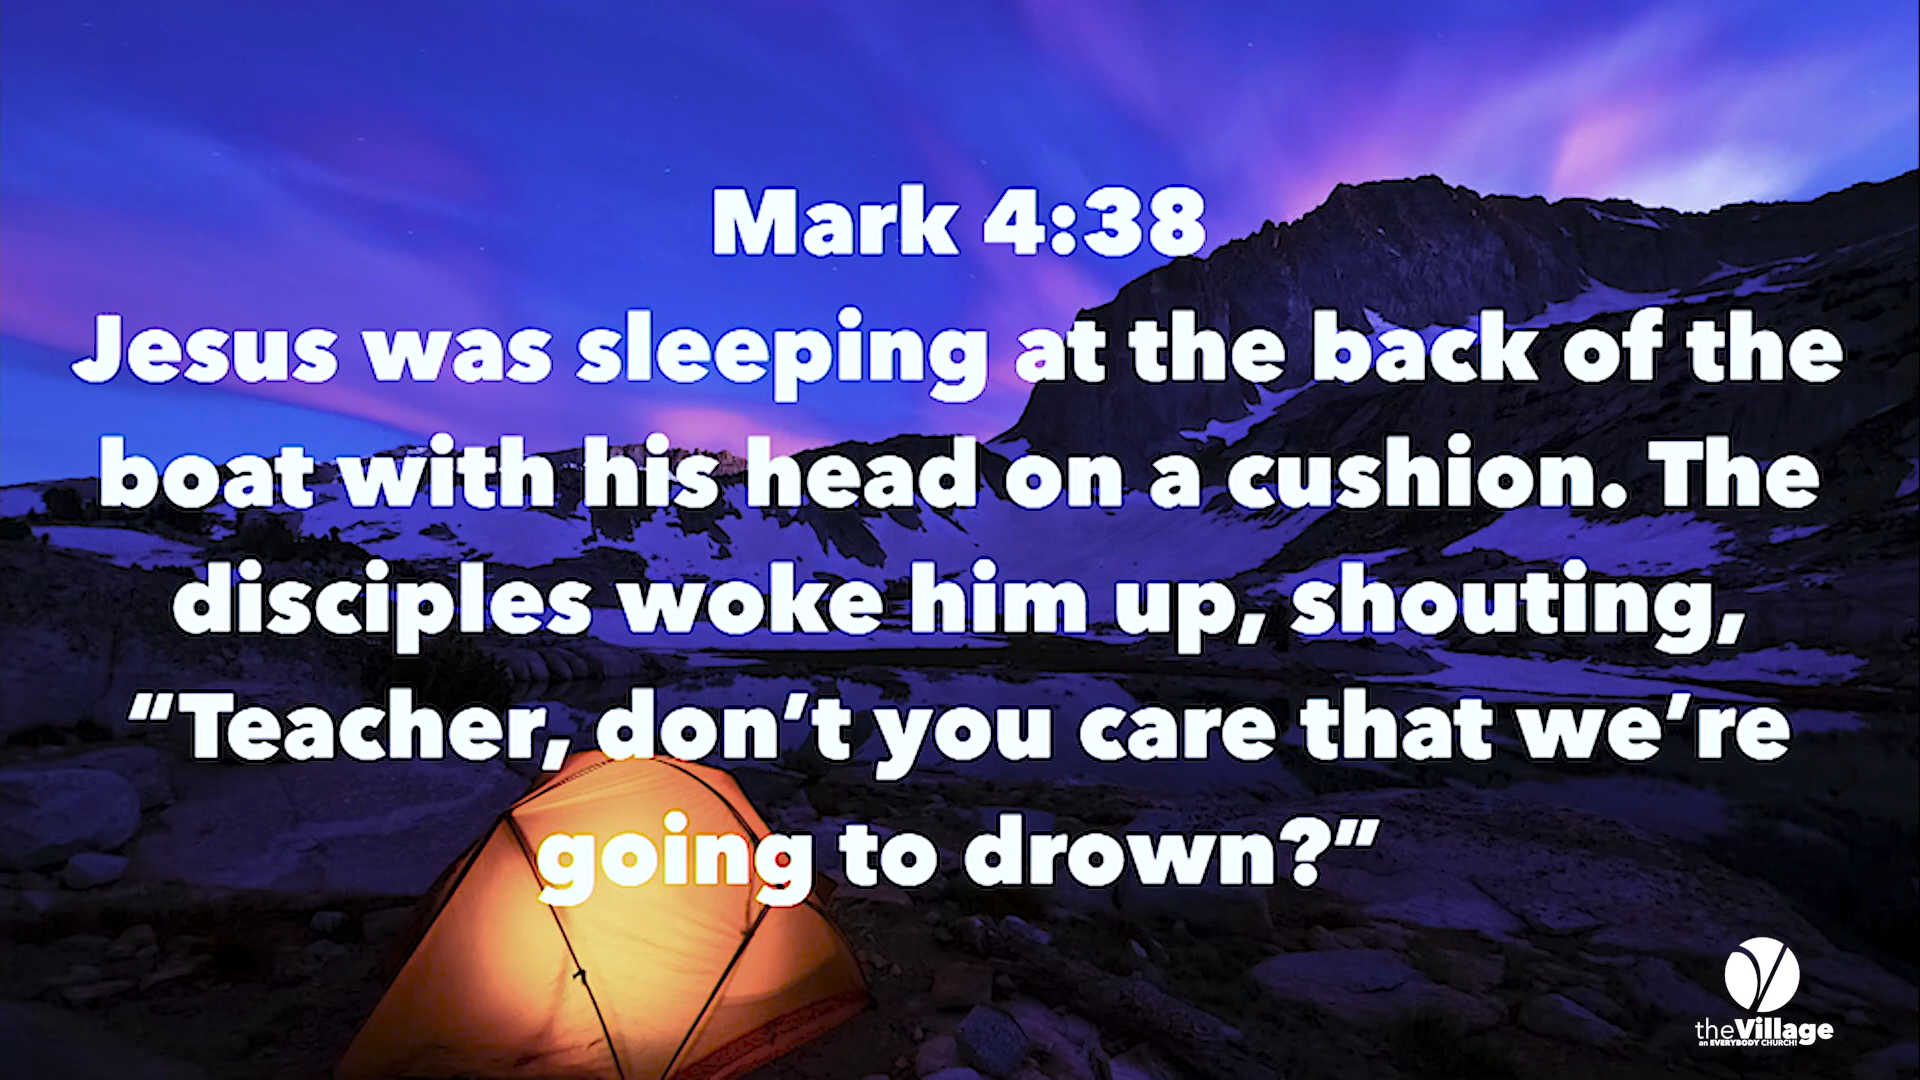 Mark 4:38
Jesus was sleeping at the back of the
boat with his head on a cushion. The
disciples woke him up, shouting,
“Teacher, don’t you care that we’re
going to drown?”
theVillage
an EVERYBODY CHURCH!